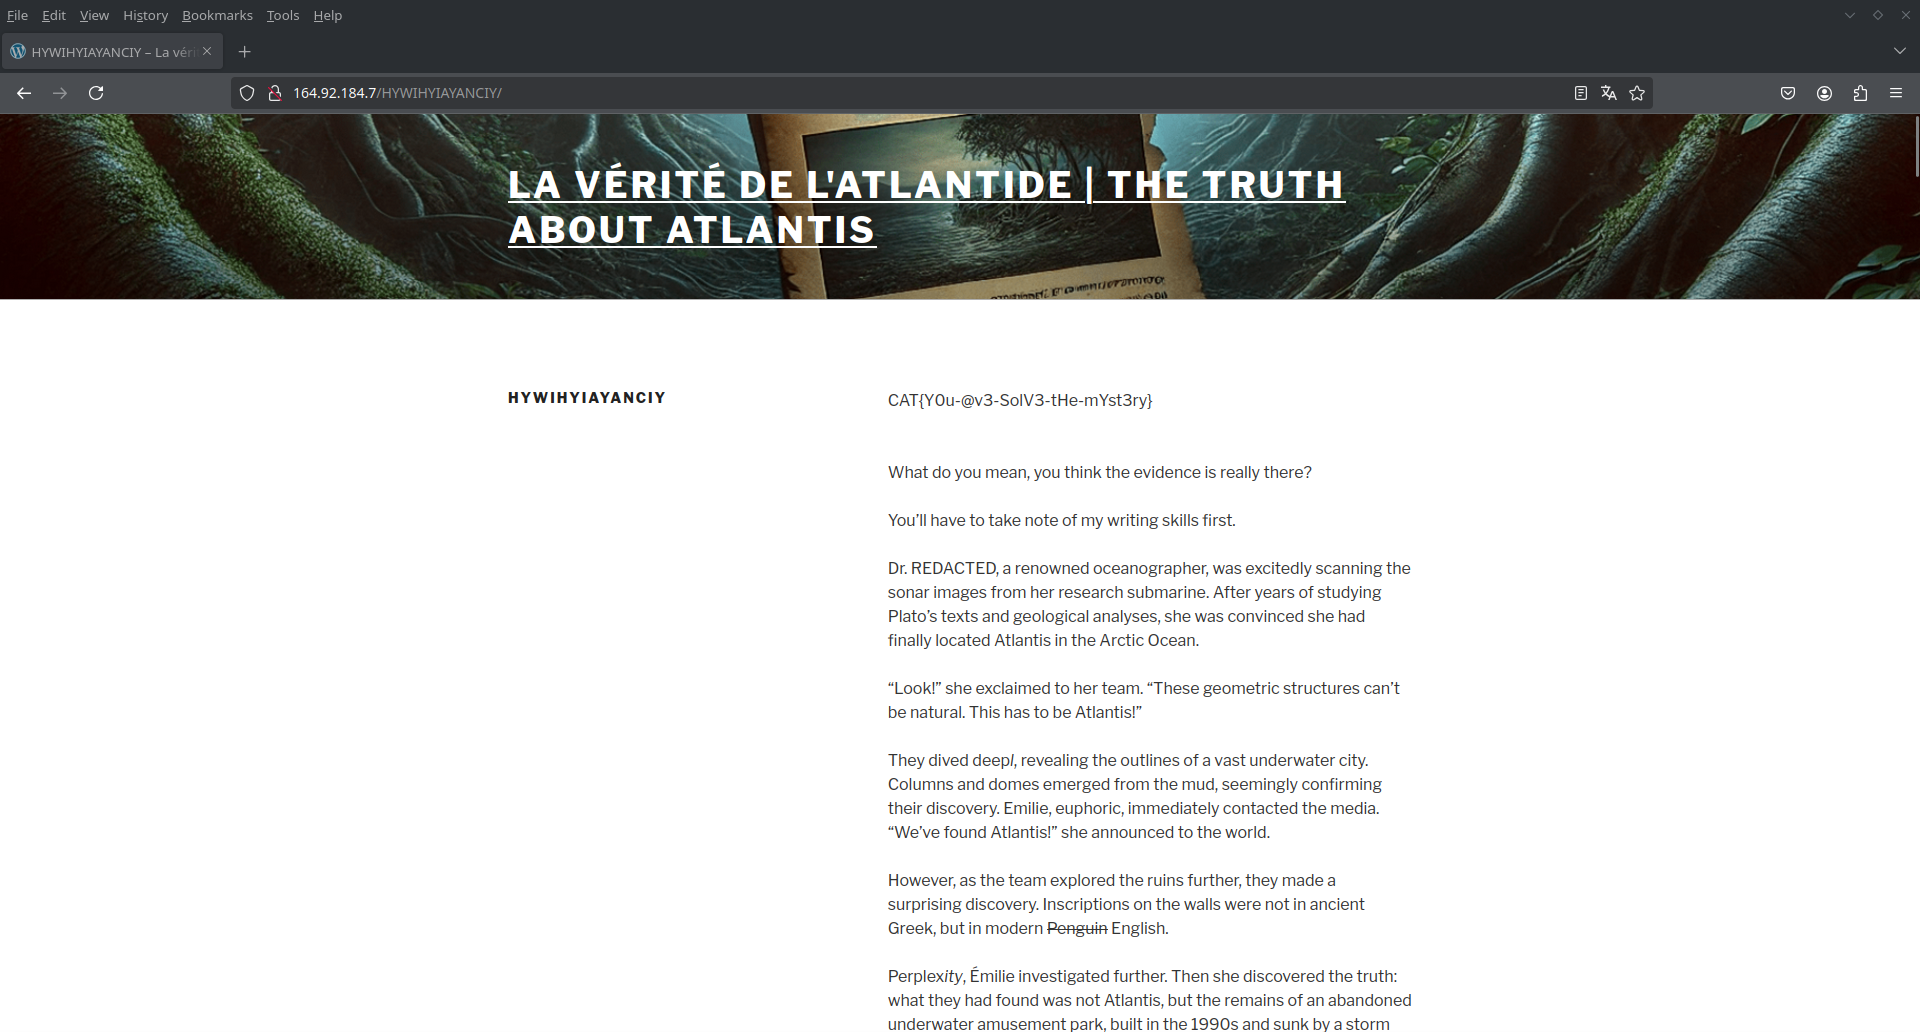 File Edit View History Bookmarks Tools Help
HYWIHYIAYANCIY – La véri
164.92.184.7/HYWIHYIAYANCIY/
LA VÉRITÉ DE L'ATLANTIDE | THE TRUTH
ABOUT ATLANTIS
HYWIHYIAYANCIY
CAT{Y0u-@v3-SolV3-tHe-mYst3ry}
What do you mean, you think the evidence is really there?
You’ll have to take note of my writing skills first.
Dr. REDACTED, a renowned oceanographer, was excitedly scanning the
sonar images from her research submarine. After years of studying
Plato’s texts and geological analyses, she was convinced she had
finally located Atlantis in the Arctic Ocean.
“Look!” she exclaimed to her team. “These geometric structures can’t
be natural. This has to be Atlantis!”
They dived deepl, revealing the outlines of a vast underwater city.
Columns and domes emerged from the mud, seemingly confirming
their discovery. Emilie, euphoric, immediately contacted the media.
“We’ve found Atlantis!” she announced to the world.
However, as the team explored the ruins further, they made a
surprising discovery. Inscriptions on the walls were not in ancient
Greek, but in modern Penguin English.
Perplexity, Émilie investigated further. Then she discovered the truth:
what they had found was not Atlantis, but the remains of an abandoned
underwater amusement park, built in the 1990s and sunk by a storm